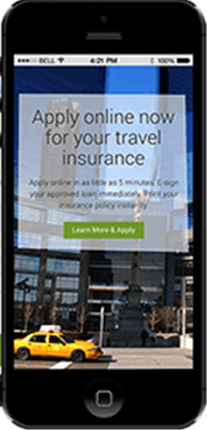 BELL 4:21 PM 100%
Apply online now
for your travel
insurance
Apply online in as little as 5 minutes. E-sign
your approved loan immediately. Print your
insurance policy instantly.
Learn More & Apply